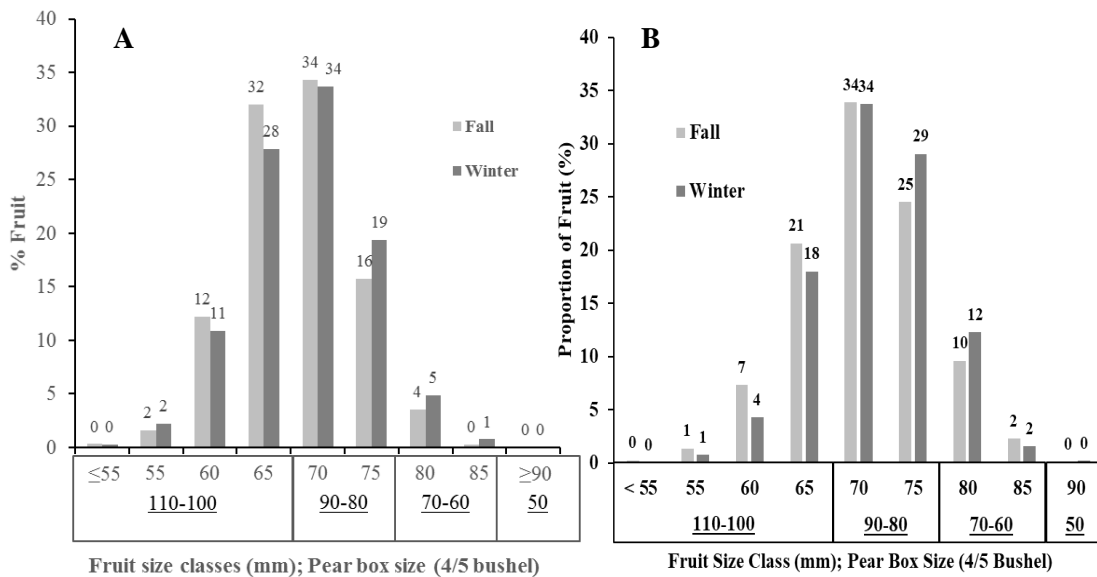 A
% Fruit
40
35
30
25
20
15
10
5
0
0 0
2 2
12 11
32 28
34 34
16 19
4 5
0 1
0 0
Fall
Winter
≤55 55 60 65 70 75 80 85 ≥90
110-100 90-80 70-60 50
Fruit size classes (mm); Pear box size (4/5 bushel)
B
Proportion of Fruit (%)
40
35
30
25
20
15
10
5
0
0 0
1 1
7 4
21 18
34 34
25 29
10 12
2 2
0 0
Fall
Winter
< 55 55 60 65 70 75 80 85 90
110-100 90-80 70-60 50
Fruit Size Class (mm); Pear Box Size (4/5 Bushel)